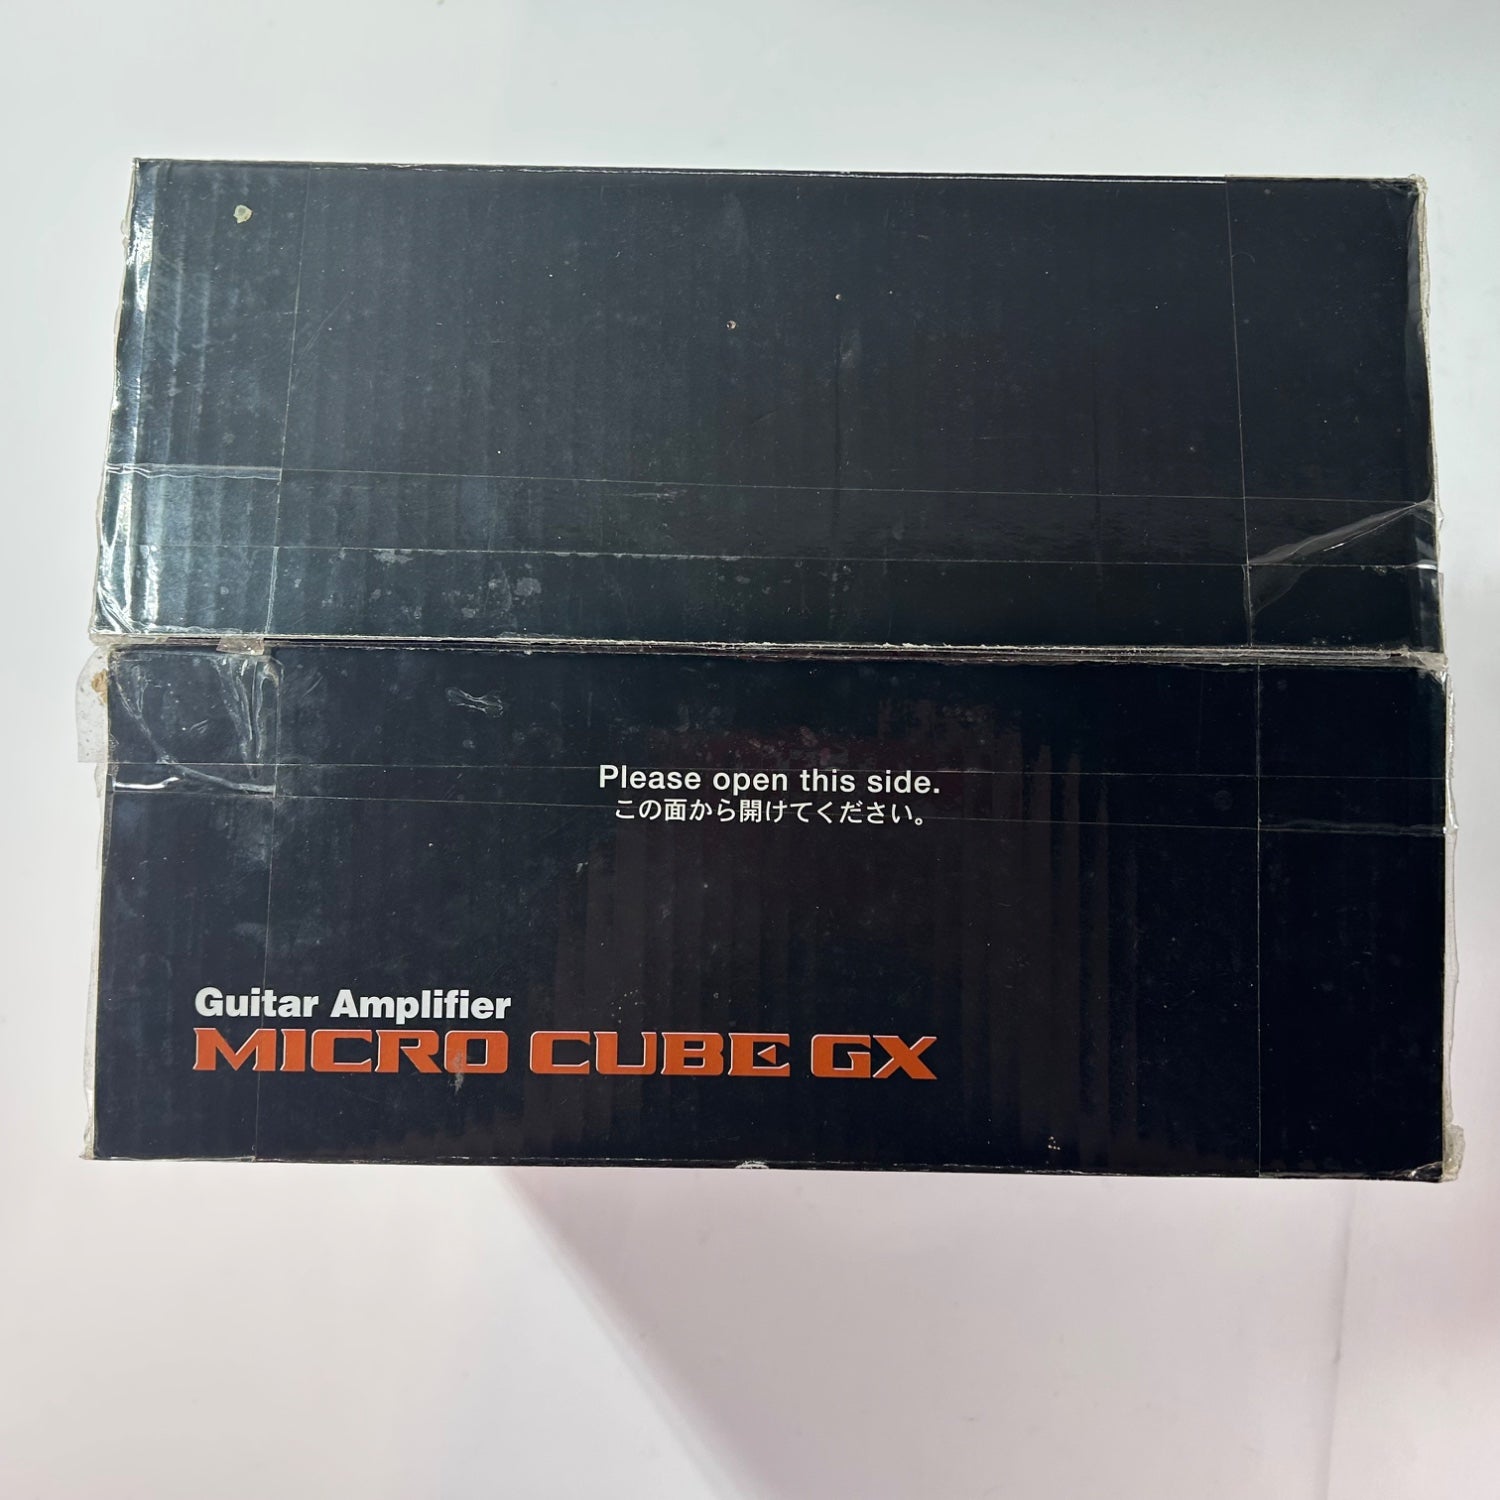 Please open this side.
この面から開けてください。
Guitar Amplifier
MICRO CUBE GX